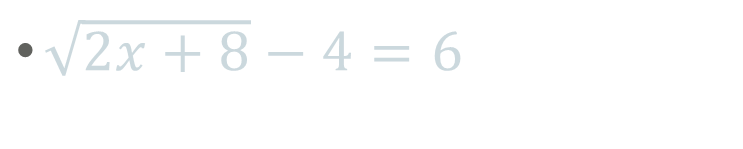 • √(2x + 8) − 4 = 6